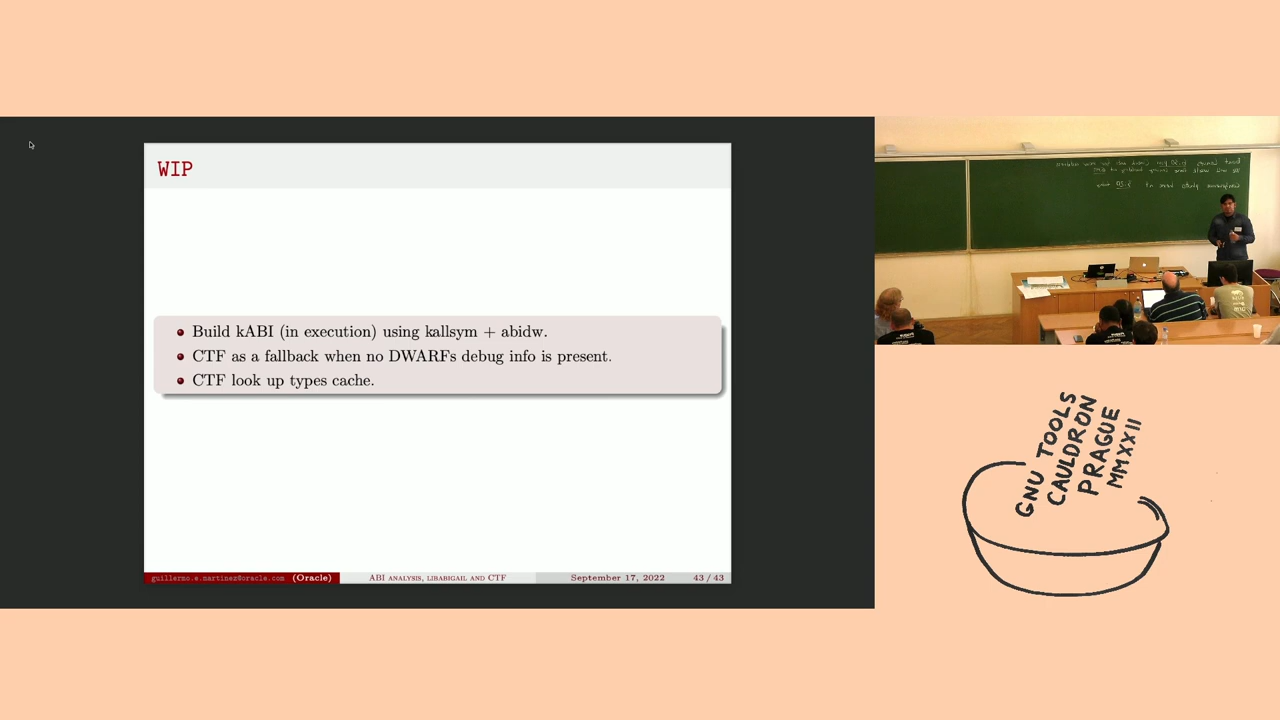 WIP
Build kABI (in execution) using kallsym + abidw.
CTF as a fallback when no DWARFs debug info is present.
CTF look up types cache.
guillermo.e.martinez@oracle.com (Oracle)
ABI analysis, libabigail and CTF
September 17, 2022
43 / 43
GNU TOOLS
CAULDRON
PRAGUE
MMXXII